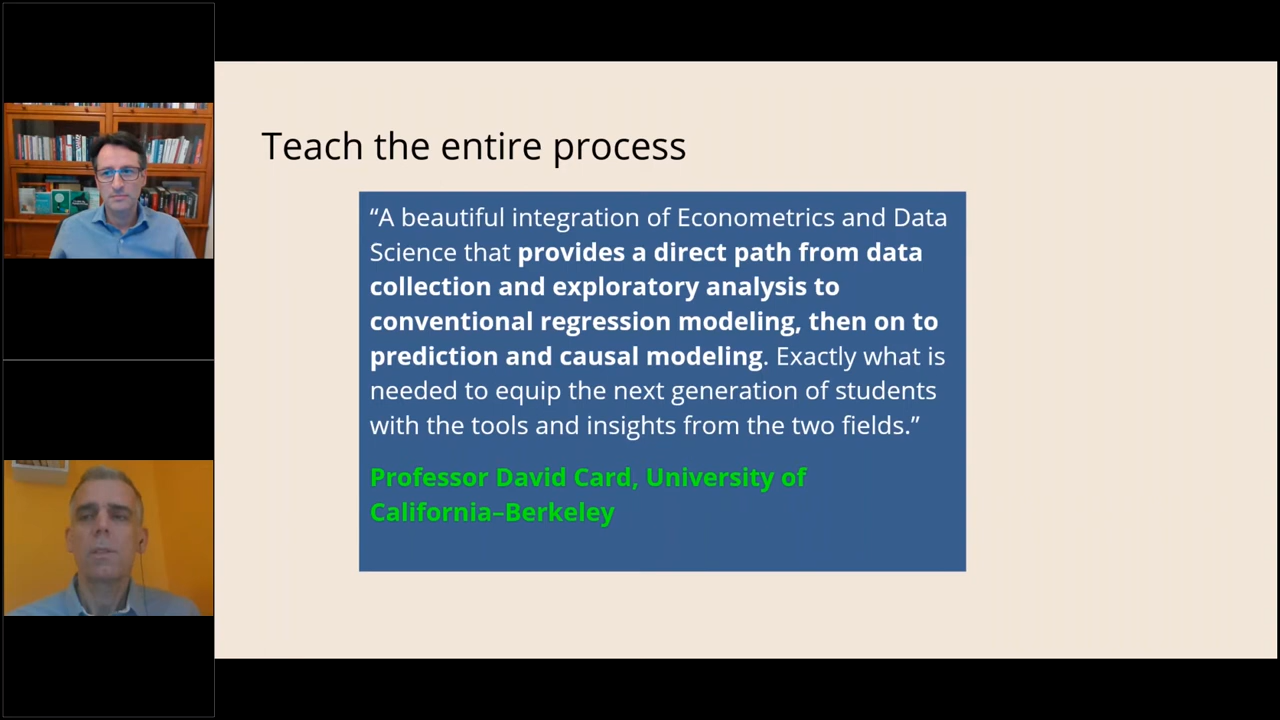 Teach the entire process
“A beautiful integration of Econometrics and Data
Science that provides a direct path from data
collection and exploratory analysis to
conventional regression modeling, then on to
prediction and causal modeling. Exactly what is
needed to equip the next generation of students
with the tools and insights from the two fields.”
Professor David Card, University of
California–Berkeley